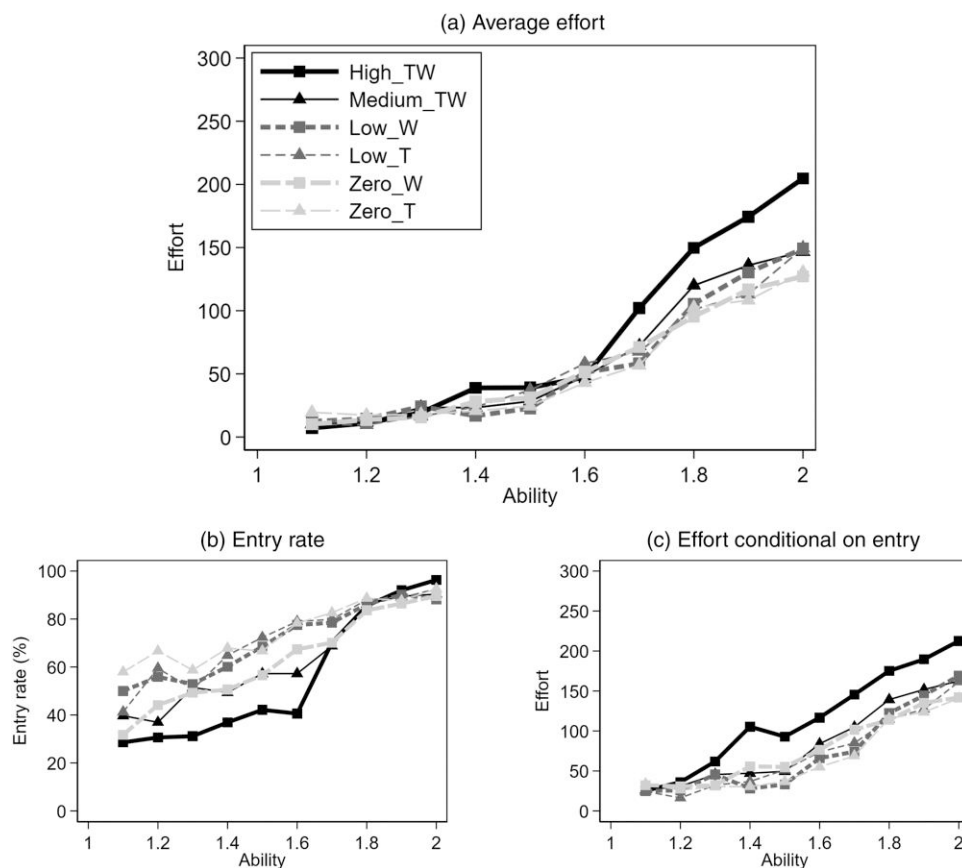 (a) Average effort
300
250
200
150
100
50
0
Effort
High_TW
Medium_TW
Low_W
Low_T
Zero_W
Zero_T
1 1.2 1.4 1.6 1.8 2
Ability
(b) Entry rate
100
80
60
40
20
0
Entry rate (%)
1 1.2 1.4 1.6 1.8 2
Ability
(c) Effort conditional on entry
300
250
200
150
100
50
0
Effort
1 1.2 1.4 1.6 1.8 2
Ability